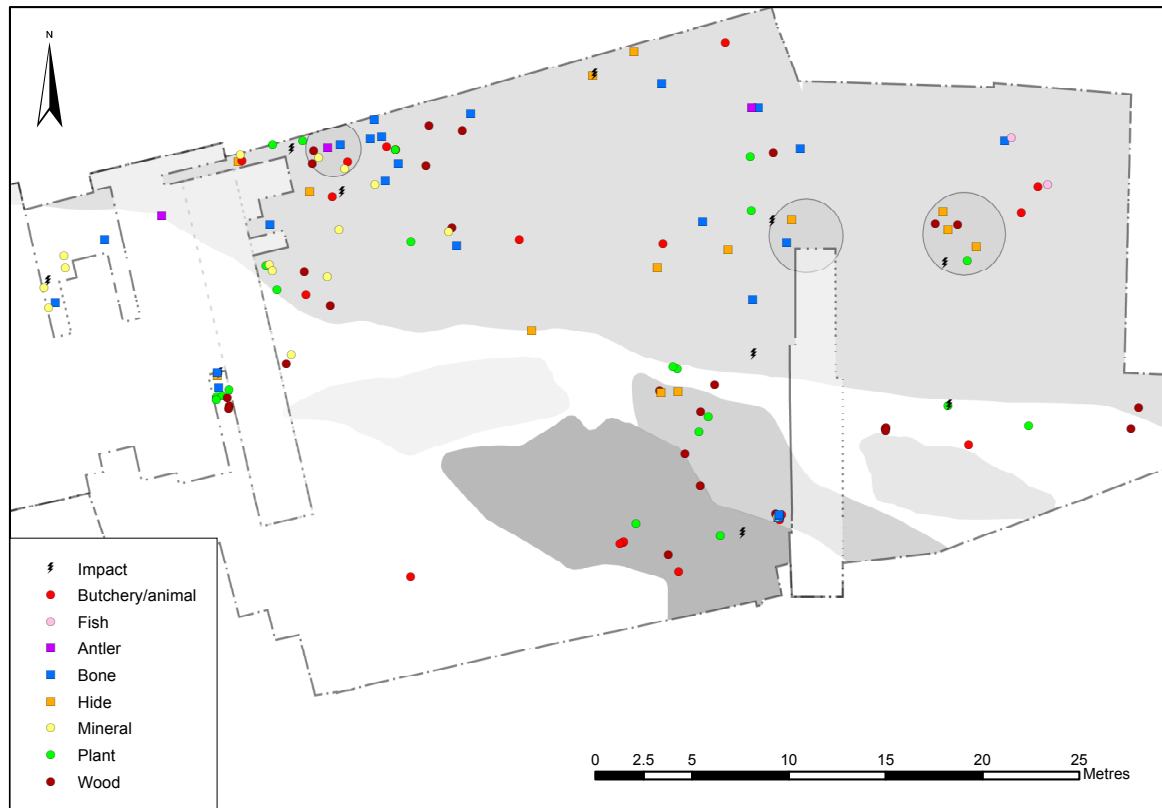 N
Impact
Butchery/animal
Fish
Antler
Bone
Hide
Mineral
Plant
Wood
0 2.5 5 10 15 20 25
Metres